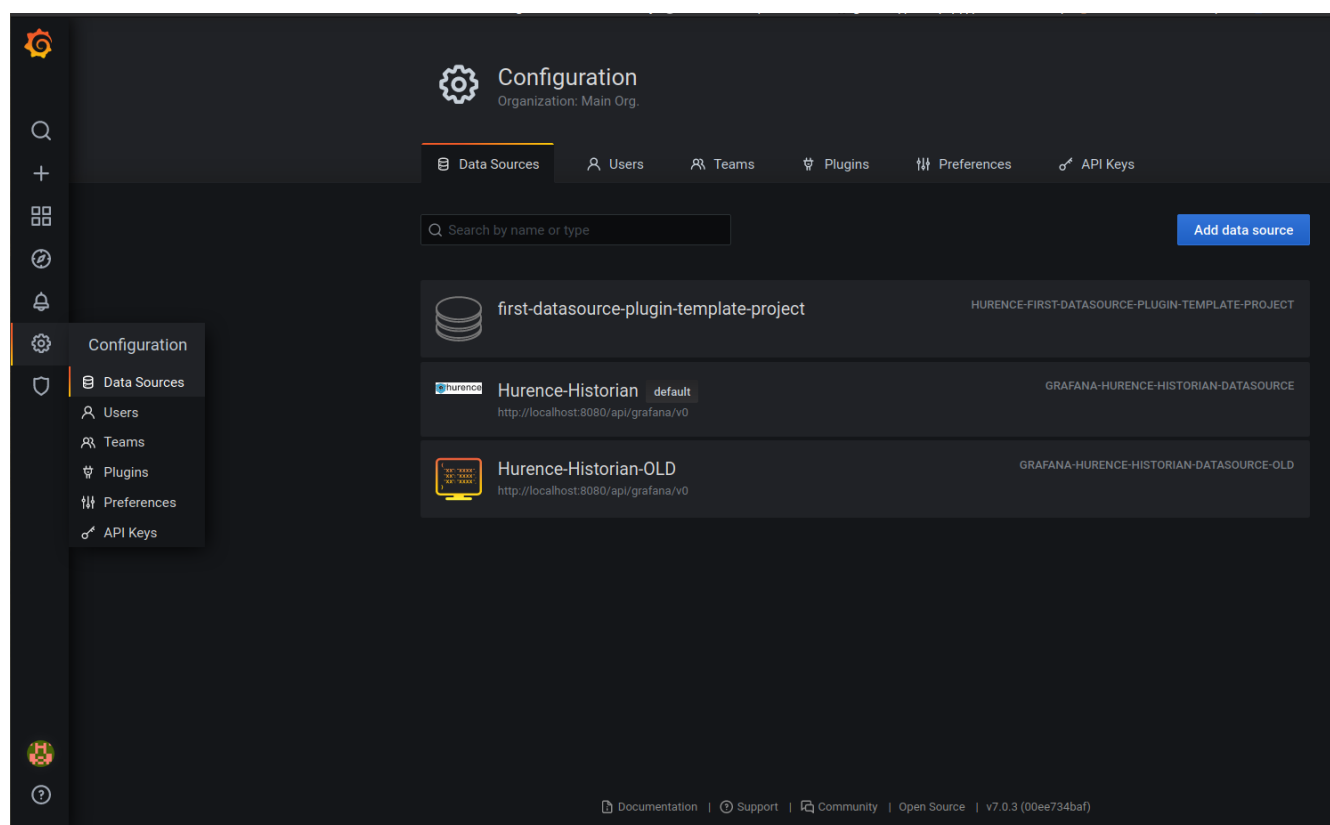 Configuration
Organization: Main Org.
Data Sources
Users
Teams
Plugins
Preferences
API Keys
Search by name or type
Add data source
first-datasource-plugin-template-project
HURENCE-FIRST-DATASOURCE-PLUGIN-TEMPLATE-PROJECT
Configuration
Data Sources
Users
Teams
Plugins
Preferences
API Keys
hurence
Hurence-Historian default
GRAFANA-HURENCE-HISTORIAN-DATASOURCE
http://localhost:8080/api/grafana/v0
Hurence-Historian-OLD
GRAFANA-HURENCE-HISTORIAN-DATASOURCE-OLD
http://localhost:8080/api/grafana/v0
Documentation | Support | Community | Open Source | v7.0.3 (00ee734baf)